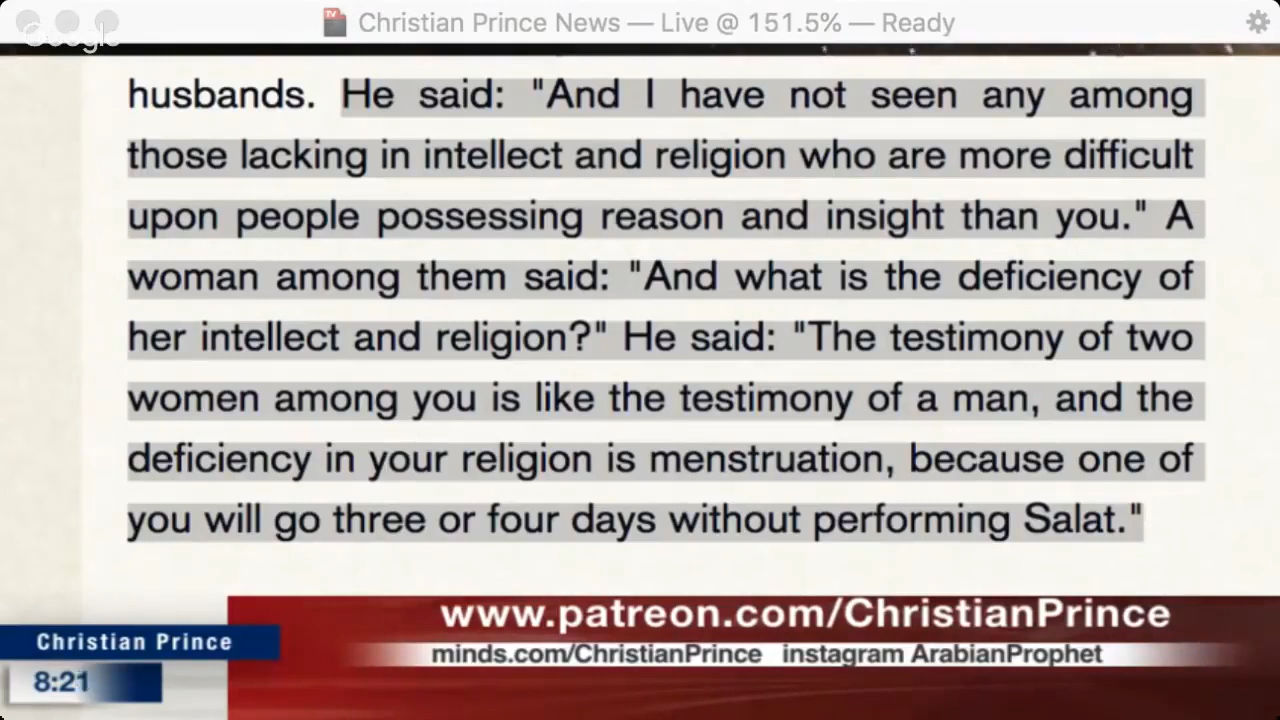 Christian Prince News — Live @ 151.5% — Ready
Google
husbands. He said: "And I have not seen any among
those lacking in intellect and religion who are more difficult
upon people possessing reason and insight than you." A
woman among them said: "And what is the deficiency of
her intellect and religion?" He said: "The testimony of two
women among you is like the testimony of a man, and the
deficiency in your religion is menstruation, because one of
you will go three or four days without performing Salat."
www.patreon.com/ChristianPrince
Christian Prince
minds.com/ChristianPrince instagram ArabianProphet
8:21